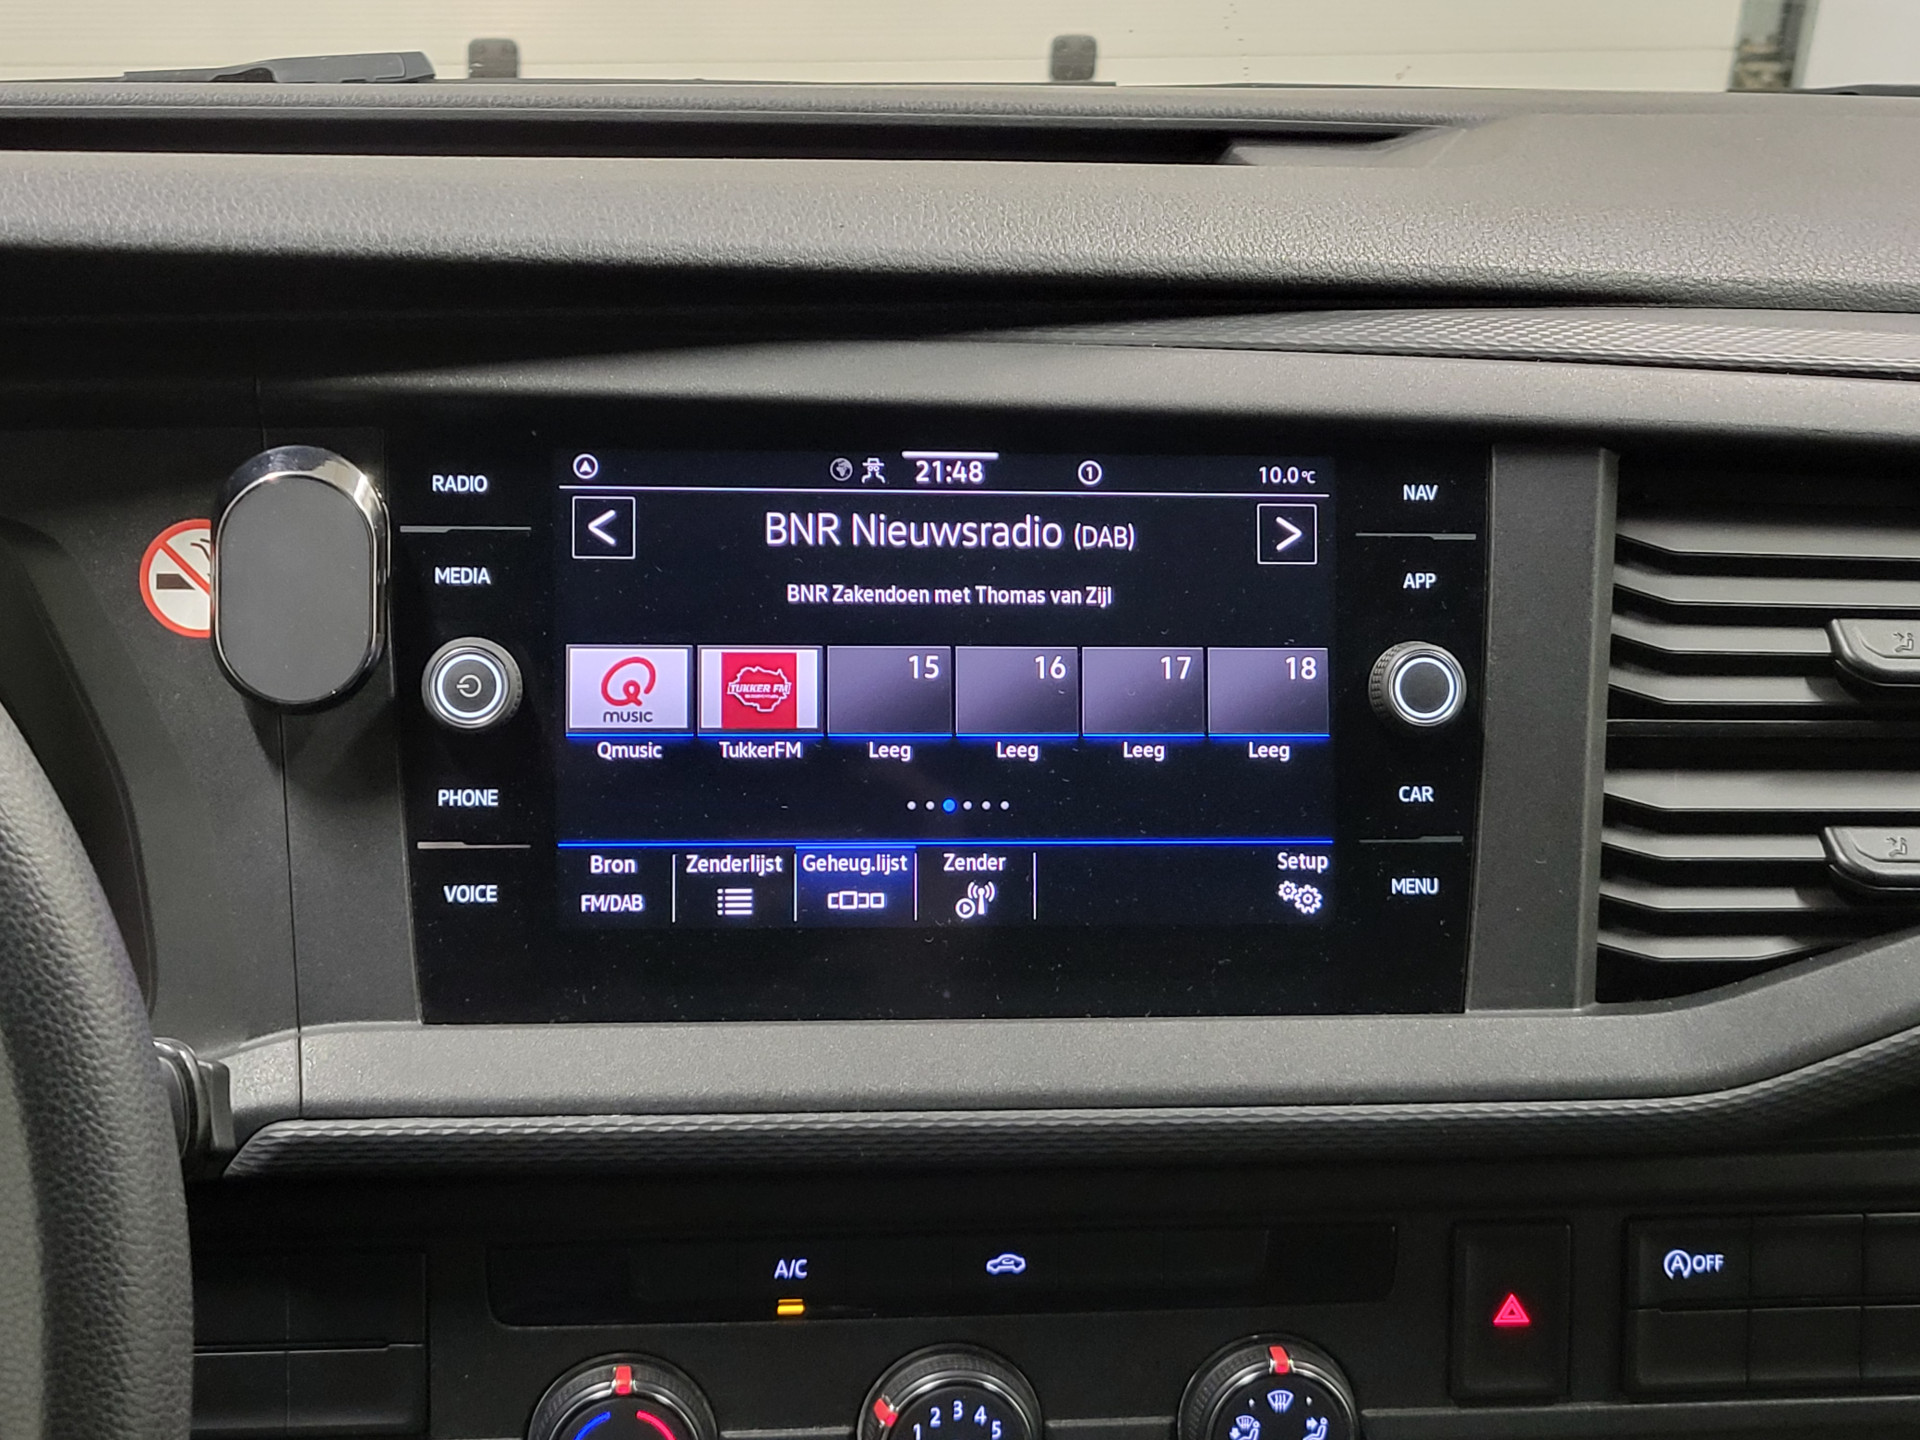 RADIO
MEDIA
PHONE
VOICE
21:48
1
10.0°C
<
BNR Nieuwsradio (DAB)
>
BNR Zakendoen met Thomas van Zijl
Q
music
TUKKER FM
15
16
17
18
Qmusic
TukkerFM
Leeg
Leeg
Leeg
Leeg
Bron
FM/DAB
Zenderlijst
Geheug.lijst
Zender
Setup
NAV
APP
CAR
MENU
A/C
A OFF
1 2 3 4 5